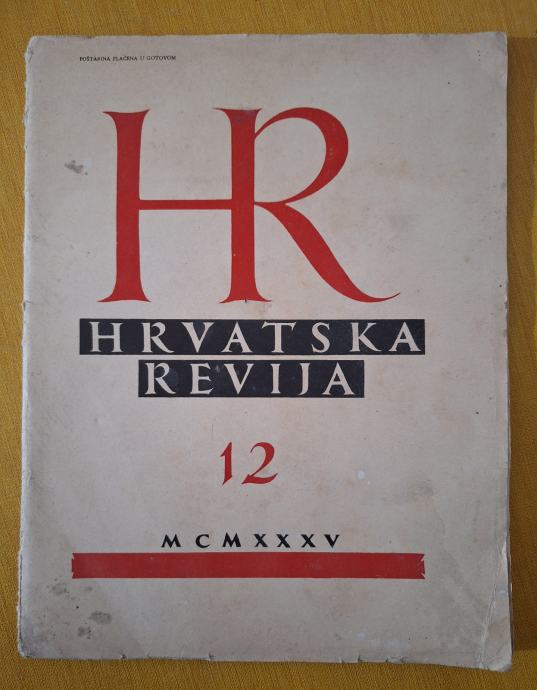 POŠTARINA PLAĆENA U GOTOVOM
HR
HRVATSKA
REVIJA
12
MCMXXXV